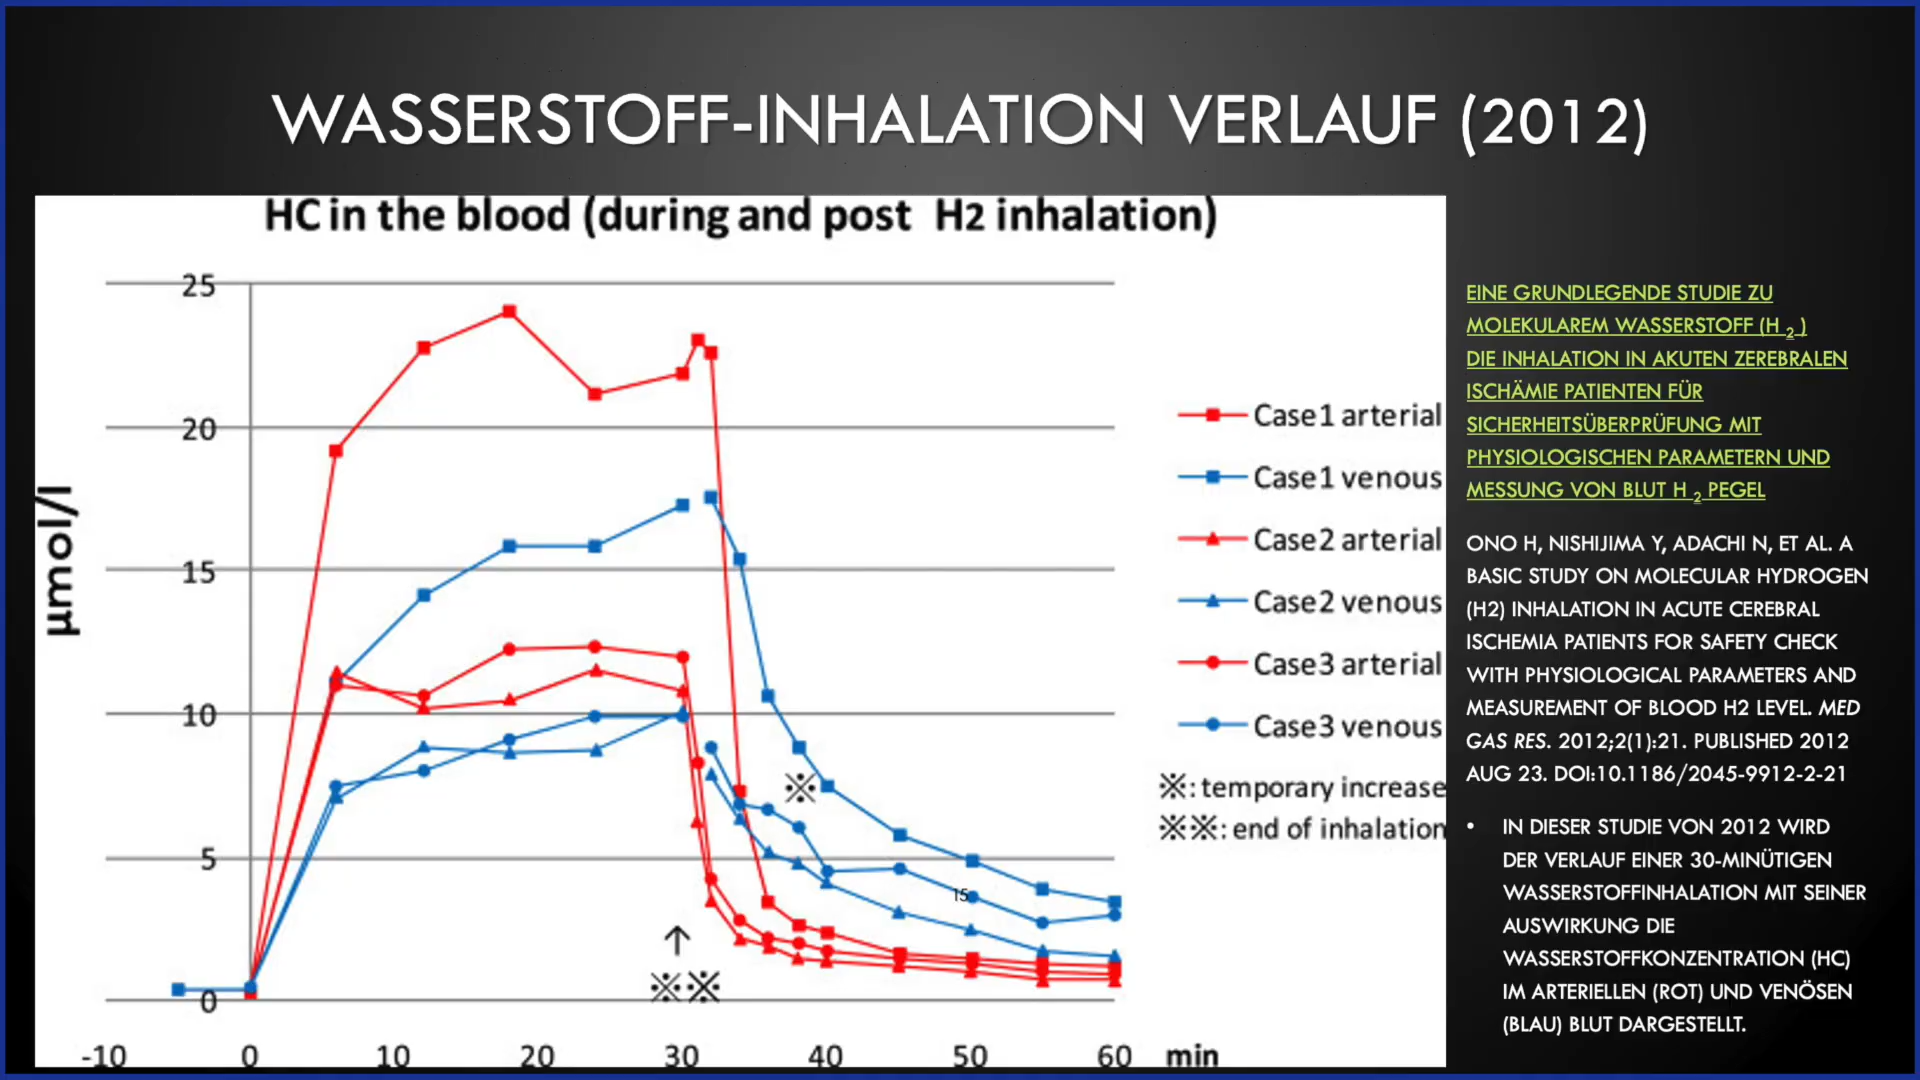 WASSERSTOFF-INHALATION VERLAUF (2012)
HC in the blood (during and post H2 inhalation)
25
20
15
10
5
0
µmol/l
-10 0 10 20 30 40 50 60 min
※
↑
※※
15
Case1 arterial
Case1 venous
Case2 arterial
Case2 venous
Case3 arterial
Case3 venous
※: temporary increase
※※: end of inhalation
EINE GRUNDLEGENDE STUDIE ZU
MOLEKULAREM WASSERSTOFF (H 2 )
DIE INHALATION IN AKUTEN ZEREBRALEN
ISCHÄMIE PATIENTEN FÜR
SICHERHEITSÜBERPRÜFUNG MIT
PHYSIOLOGISCHEN PARAMETERN UND
MESSUNG VON BLUT H 2 PEGEL
ONO H, NISHIJIMA Y, ADACHI N, ET AL. A
BASIC STUDY ON MOLECULAR HYDROGEN
(H2) INHALATION IN ACUTE CEREBRAL
ISCHEMIA PATIENTS FOR SAFETY CHECK
WITH PHYSIOLOGICAL PARAMETERS AND
MEASUREMENT OF BLOOD H2 LEVEL. MED
GAS RES. 2012;2(1):21. PUBLISHED 2012
AUG 23. DOI:10.1186/2045-9912-2-21
• IN DIESER STUDIE VON 2012 WIRD
DER VERLAUF EINER 30-MINÜTIGEN
WASSERSTOFFINHALATION MIT SEINER
AUSWIRKUNG DIE
WASSERSTOFFKONZENTRATION (HC)
IM ARTERIELLEN (ROT) UND VENÖSEN
(BLAU) BLUT DARGESTELLT.